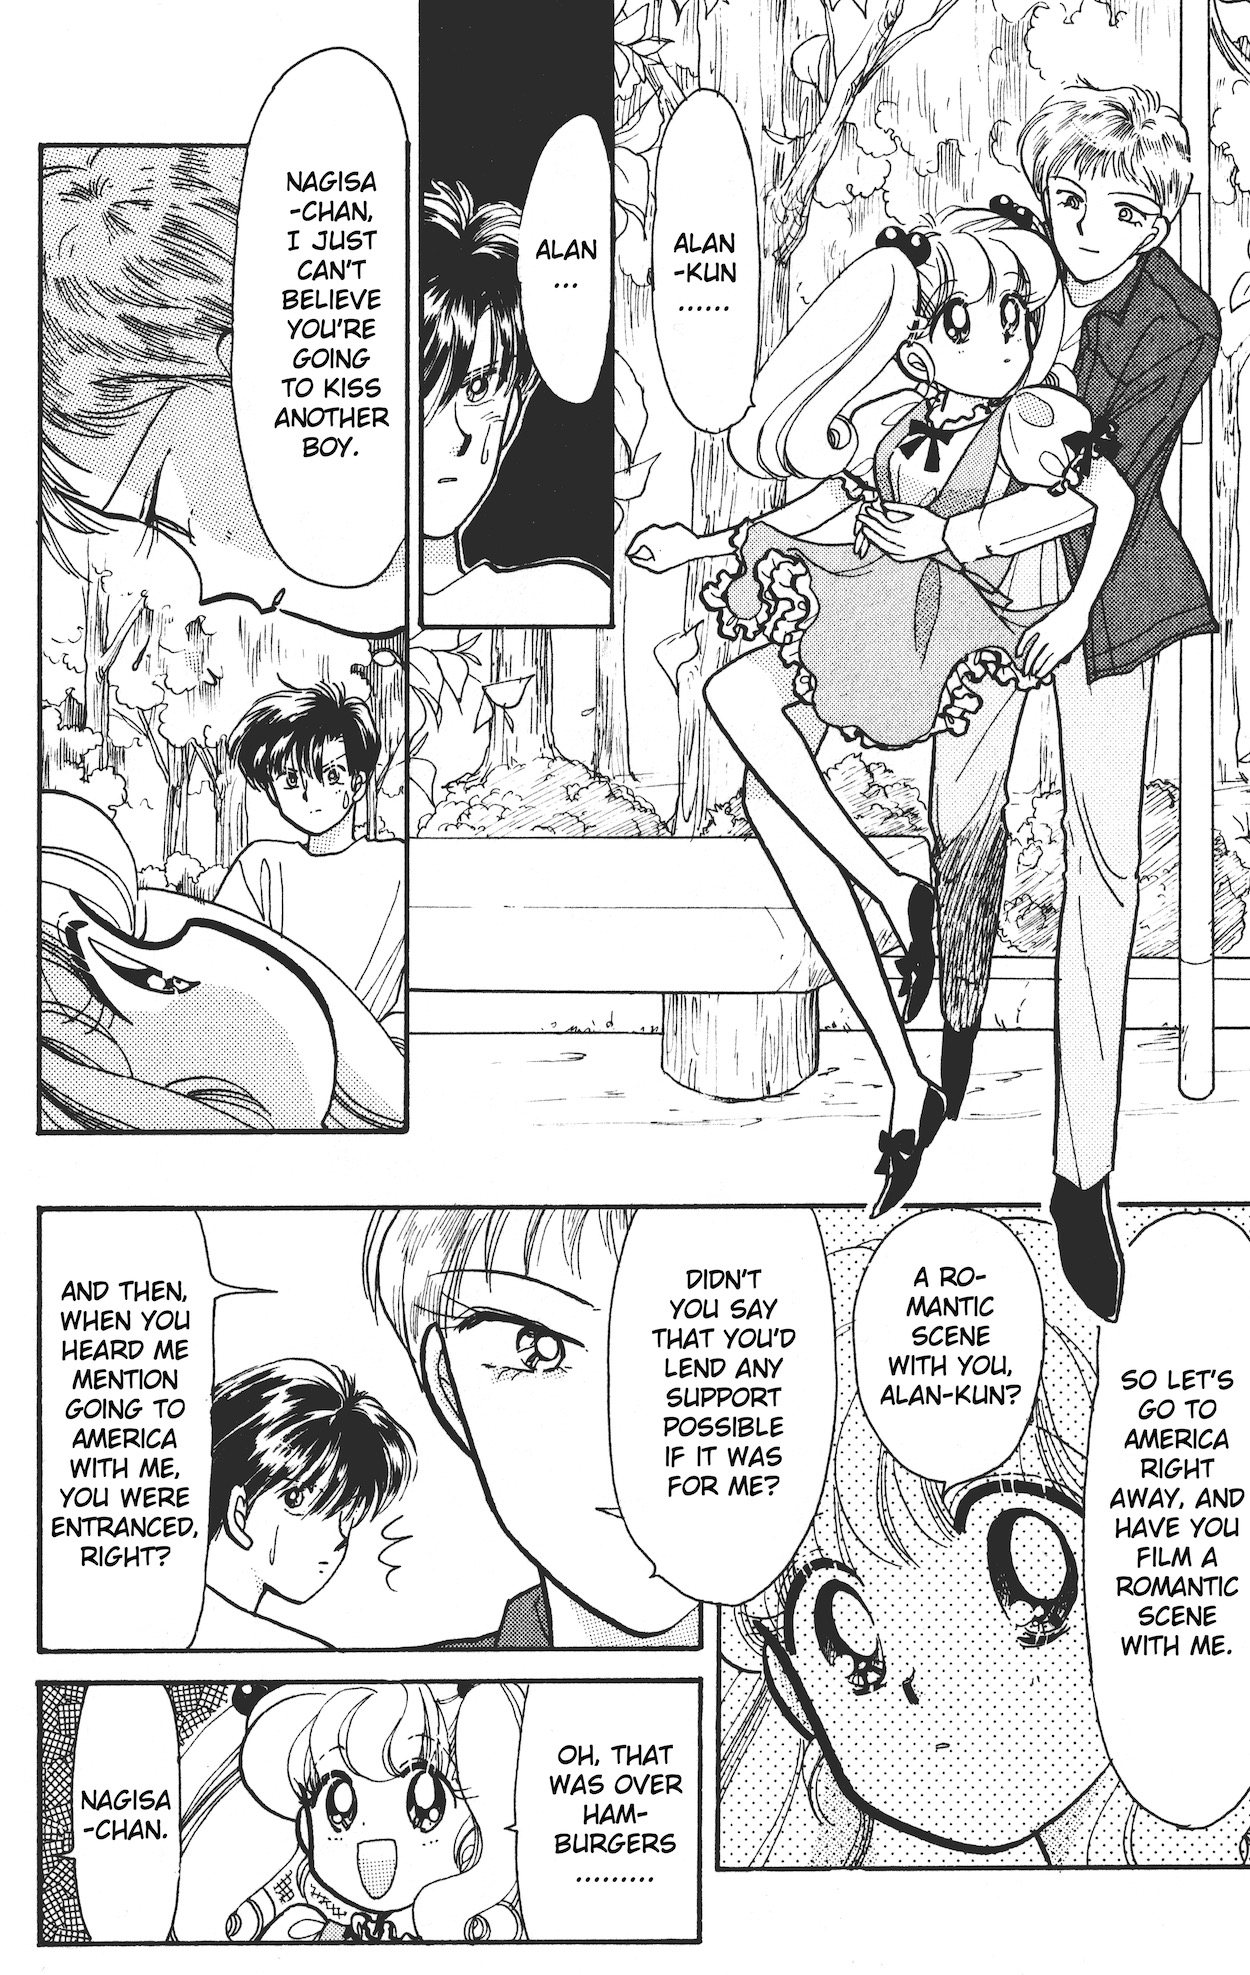 ALAN
-KUN
......
ALAN
...
NAGISA
-CHAN,
I JUST
CAN'T
BELIEVE
YOU'RE
GOING
TO KISS
ANOTHER
BOY.
SO LET'S
GO TO
AMERICA
RIGHT
AWAY, AND
HAVE YOU
FILM A
ROMANTIC
SCENE
WITH ME.
A RO-
MANTIC
SCENE
WITH YOU,
ALAN-KUN?
DIDN'T
YOU SAY
THAT YOU'D
LEND ANY
SUPPORT
POSSIBLE
IF IT WAS
FOR ME?
AND THEN,
WHEN YOU
HEARD ME
MENTION
GOING TO
AMERICA
WITH ME,
YOU WERE
ENTRANCED,
RIGHT?
OH, THAT
WAS OVER
HAM-
BURGERS
.........
NAGISA
-CHAN.